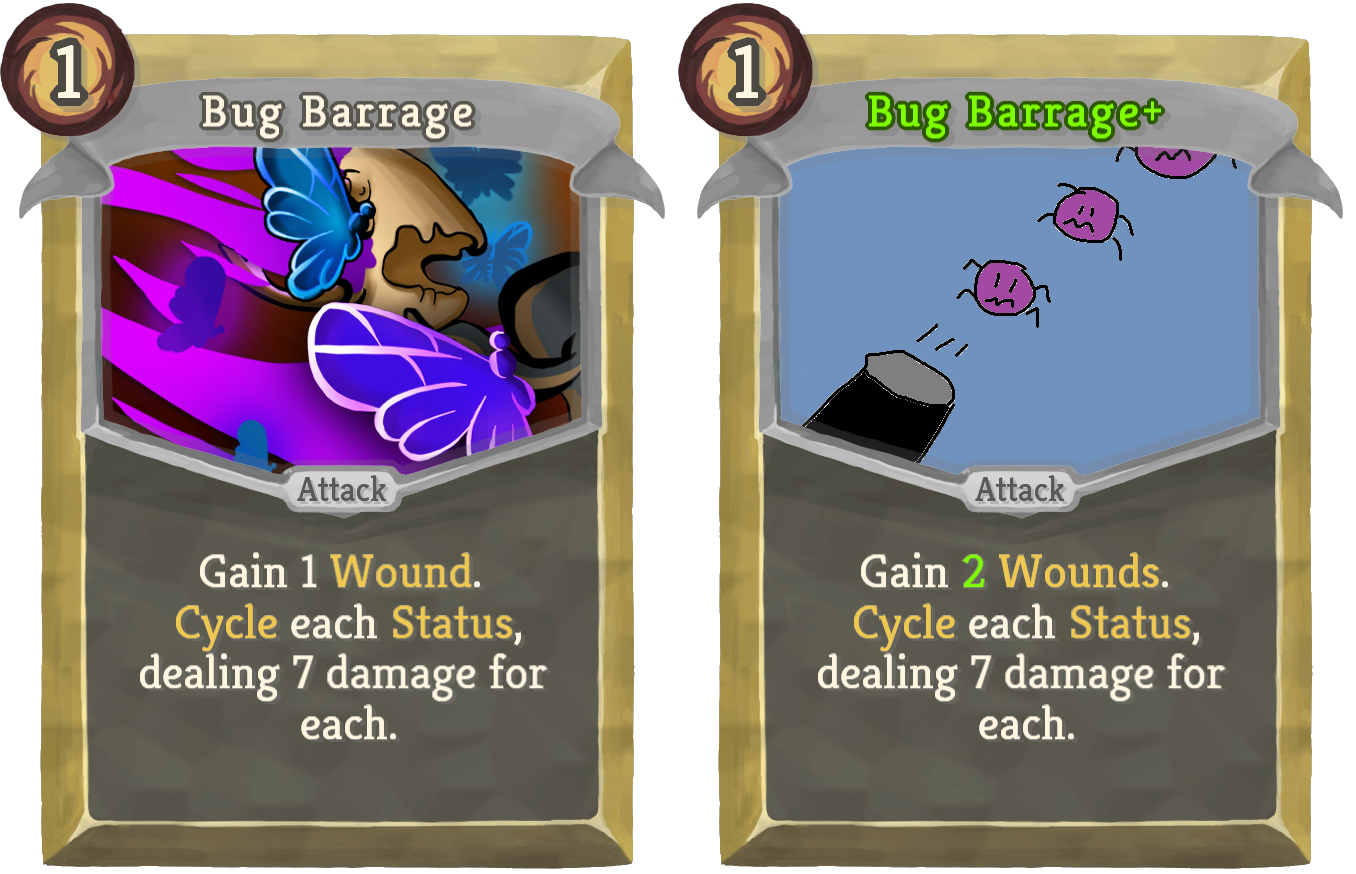 1
Bug Barrage
Attack
Gain 1 Wound.
Cycle each Status,
dealing 7 damage for
each.
1
Bug Barrage+
Attack
Gain 2 Wounds.
Cycle each Status,
dealing 7 damage for
each.